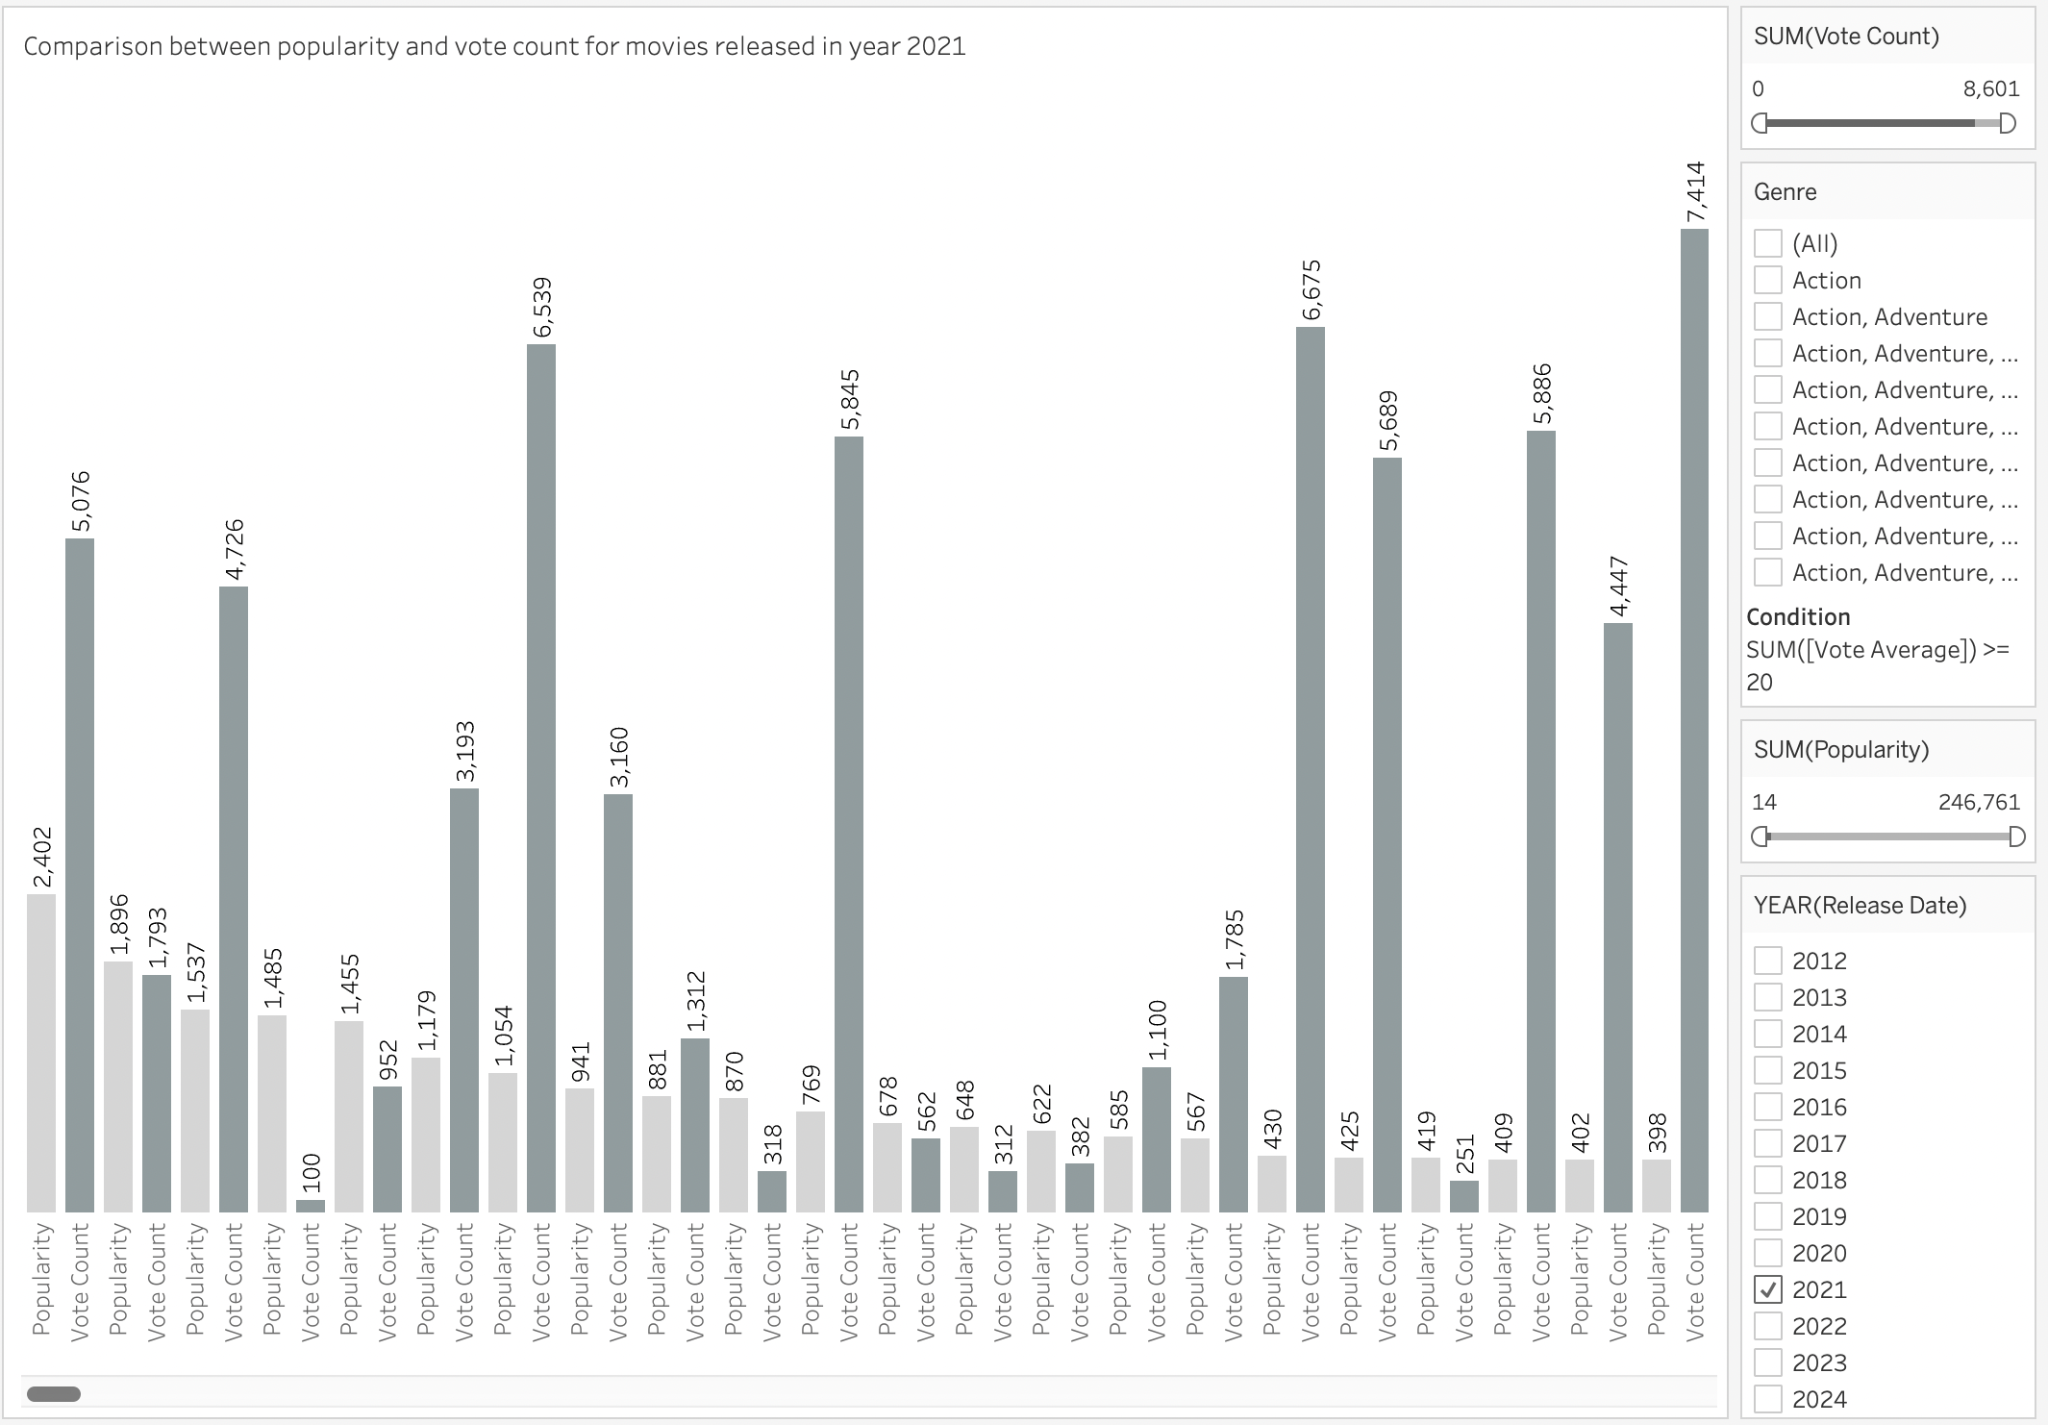 Comparison between popularity and vote count for movies released in year 2021
2,402
5,076
1,896
1,793
1,537
4,726
1,485
100
1,455
952
1,179
3,193
1,054
6,539
941
3,160
881
1,312
870
318
769
5,845
678
562
648
312
622
382
585
1,100
567
1,785
430
6,675
425
5,689
419
251
409
5,886
402
4,447
398
7,414
Popularity
Vote Count
Popularity
Vote Count
Popularity
Vote Count
Popularity
Vote Count
Popularity
Vote Count
Popularity
Vote Count
Popularity
Vote Count
Popularity
Vote Count
Popularity
Vote Count
Popularity
Vote Count
Popularity
Vote Count
Popularity
Vote Count
Popularity
Vote Count
Popularity
Vote Count
Popularity
Vote Count
Popularity
Vote Count
Popularity
Vote Count
Popularity
Vote Count
Popularity
Vote Count
Popularity
Vote Count
Popularity
Vote Count
Popularity
Vote Count
SUM(Vote Count)
0 8,601
Genre
(All)
Action
Action, Adventure
Action, Adventure, ...
Action, Adventure, ...
Action, Adventure, ...
Action, Adventure, ...
Action, Adventure, ...
Action, Adventure, ...
Action, Adventure, ...
Condition
SUM([Vote Average]) >=
20
SUM(Popularity)
14 246,761
YEAR(Release Date)
2012
2013
2014
2015
2016
2017
2018
2019
2020
2021
2022
2023
2024